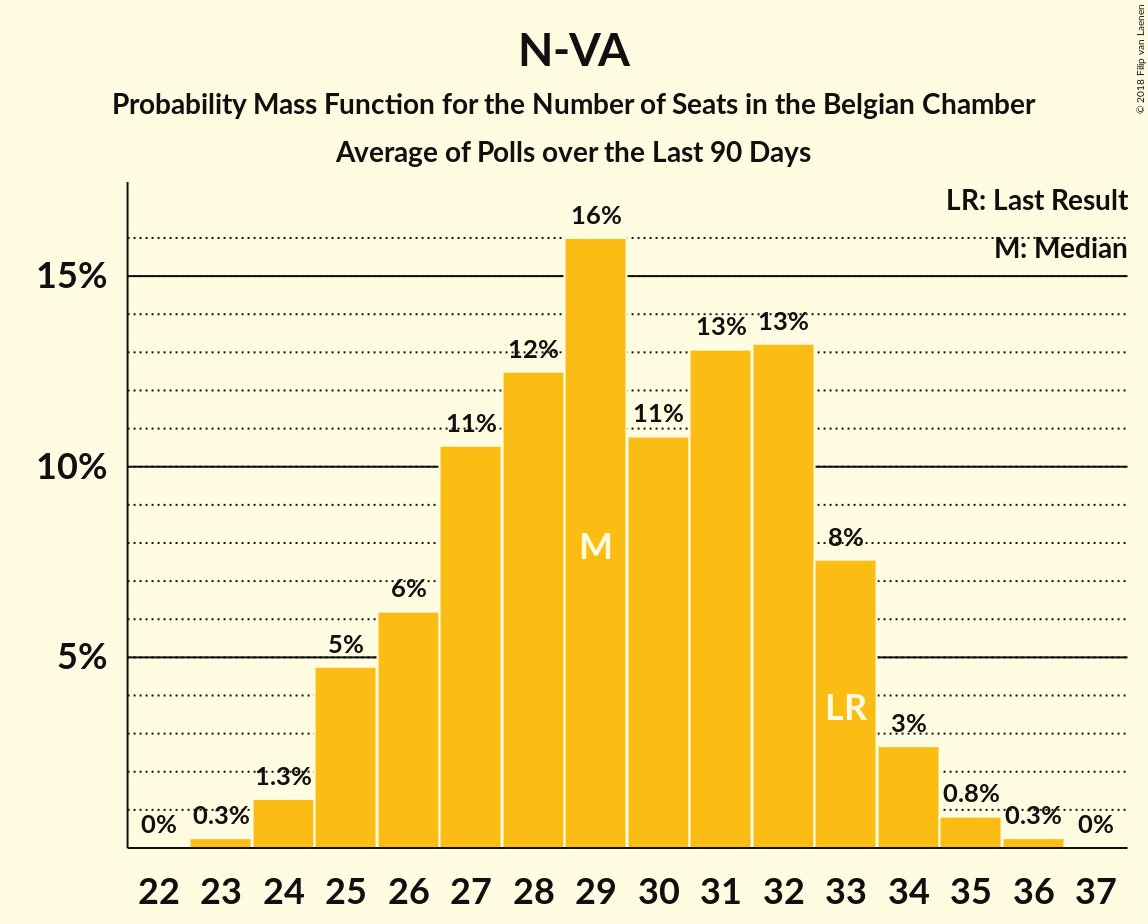 © 2018 Filip van Laenen
N-VA
Probability Mass Function for the Number of Seats in the Belgian Chamber
Average of Polls over the Last 90 Days
LR: Last Result
M: Median
15%
10%
5%
0%
0.3%
1.3%
5%
6%
11%
12%
16%
11%
13%
13%
8%
3%
0.8%
0.3%
0%
M
LR
22 23 24 25 26 27 28 29 30 31 32 33 34 35 36 37